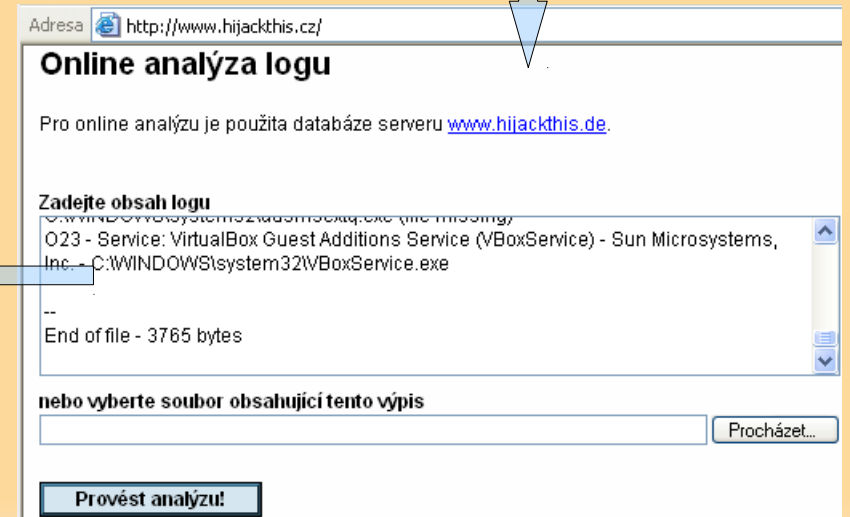 Adresa http://www.hijackthis.cz/
Online analýza logu
Pro online analýzu je použita databáze serveru www.hijackthis.de.
Zadejte obsah logu
(file missing)
O23 - Service: VirtualBox Guest Additions Service (VBoxService) - Sun Microsystems,
Inc. - C:\WINDOWS\system32\VBoxService.exe
--
End of file - 3765 bytes
nebo vyberte soubor obsahující tento výpis
Procházet...
Provést analýzu!